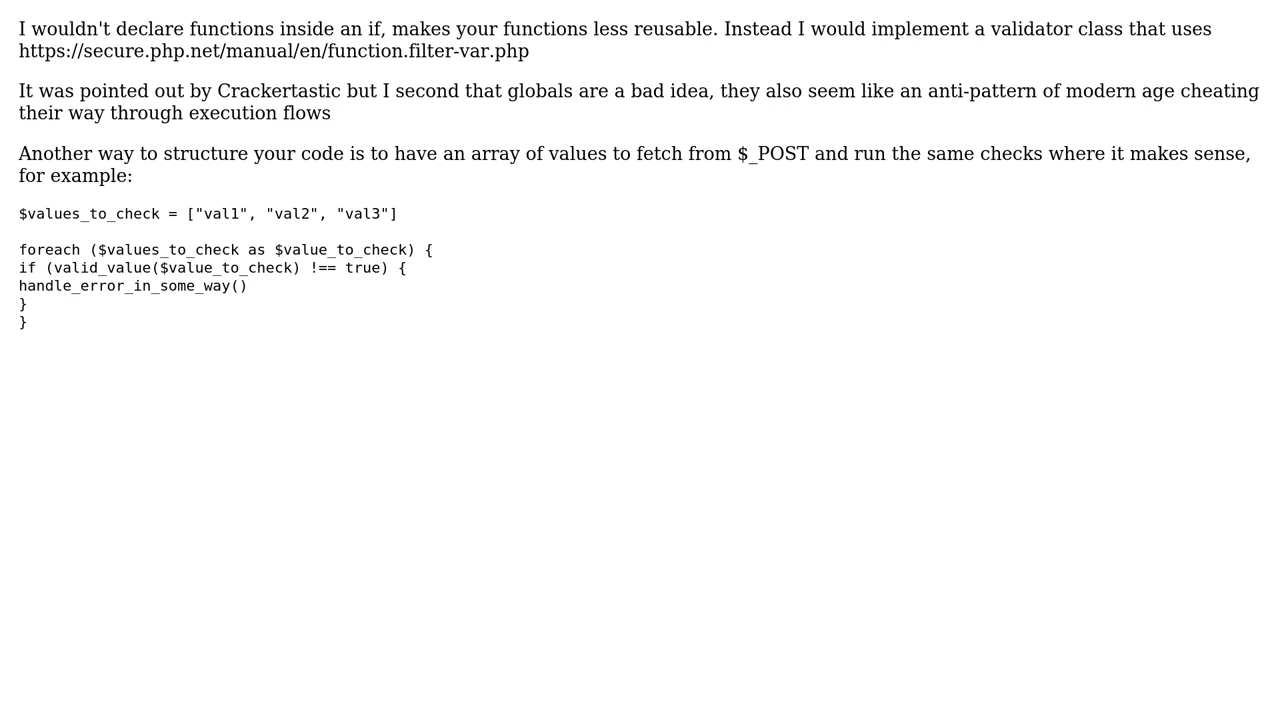 I wouldn't declare functions inside an if, makes your functions less reusable. Instead I would implement a validator class that uses
https://secure.php.net/manual/en/function.filter-var.php
It was pointed out by Crackertastic but I second that globals are a bad idea, they also seem like an anti-pattern of modern age cheating
their way through execution flows
Another way to structure your code is to have an array of values to fetch from $_POST and run the same checks where it makes sense,
for example:
$values_to_check = ["val1", "val2", "val3"]
foreach ($values_to_check as $value_to_check) {
if (valid_value($value_to_check) !== true) {
handle_error_in_some_way()
}
}